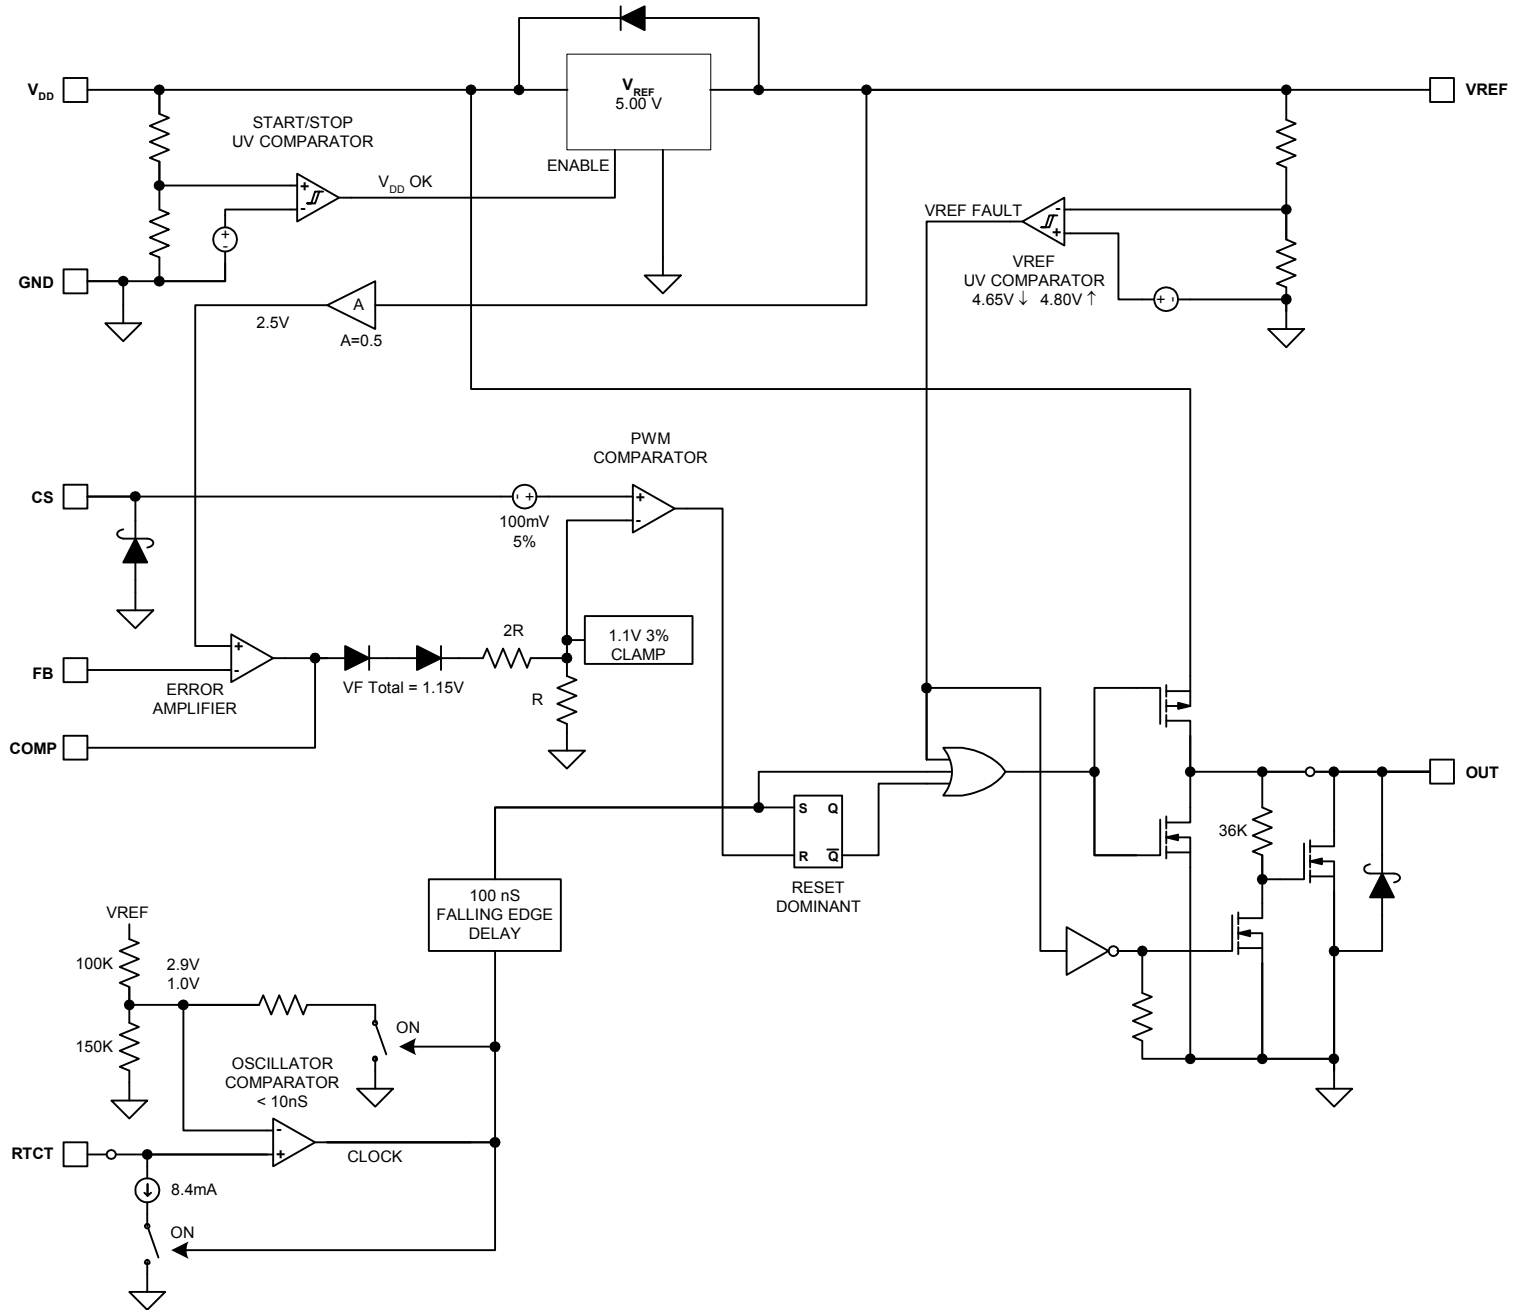 V_DD
V_REF
5.00 V
VREF
START/STOP
UV COMPARATOR
ENABLE
+
-
V_DD OK
+
-
VREF FAULT
-
+
VREF
UV COMPARATOR
4.65V ↓ 4.80V ↑
+ -
GND
2.5V
A
A=0.5
PWM
COMPARATOR
CS
- +
100mV
5%
+
-
2R
1.1V 3%
CLAMP
+
-
FB
ERROR
AMPLIFIER
VF Total = 1.15V
R
COMP
OUT
S Q
R Q̅
RESET
DOMINANT
36K
100 nS
FALLING EDGE
DELAY
VREF
100K
2.9V
1.0V
150K
ON
OSCILLATOR
COMPARATOR
< 10nS
-
+
RTCT
CLOCK
8.4mA
ON